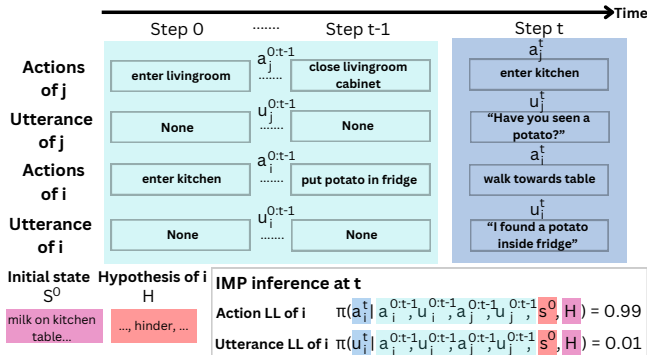 Time
Step 0 ........ Step t-1 Step t
a_j^{0:t-1} a_j^t
Actions of j
enter livingroom ........ close livingroom cabinet enter kitchen
u_j^{0:t-1} u_j^t
Utterance of j
None ........ None "Have you seen a potato?"
a_i^{0:t-1} a_i^t
Actions of i
enter kitchen ........ put potato in fridge walk towards table
u_i^{0:t-1} u_i^t
Utterance of i
None ........ None "I found a potato inside fridge"
Initial state Hypothesis of i
S^0 H
milk on kitchen table... ..., hinder, ...
IMP inference at t
Action LL of i π(a_i^t| a_i^{0:t-1},u_i^{0:t-1},a_j^{0:t-1},u_j^{0:t-1},s^0,H) = 0.99
Utterance LL of i π(u_i^t| a_i^{0:t-1},u_i^{0:t-1},a_j^{0:t-1},u_j^{0:t-1},s^0,H) = 0.01